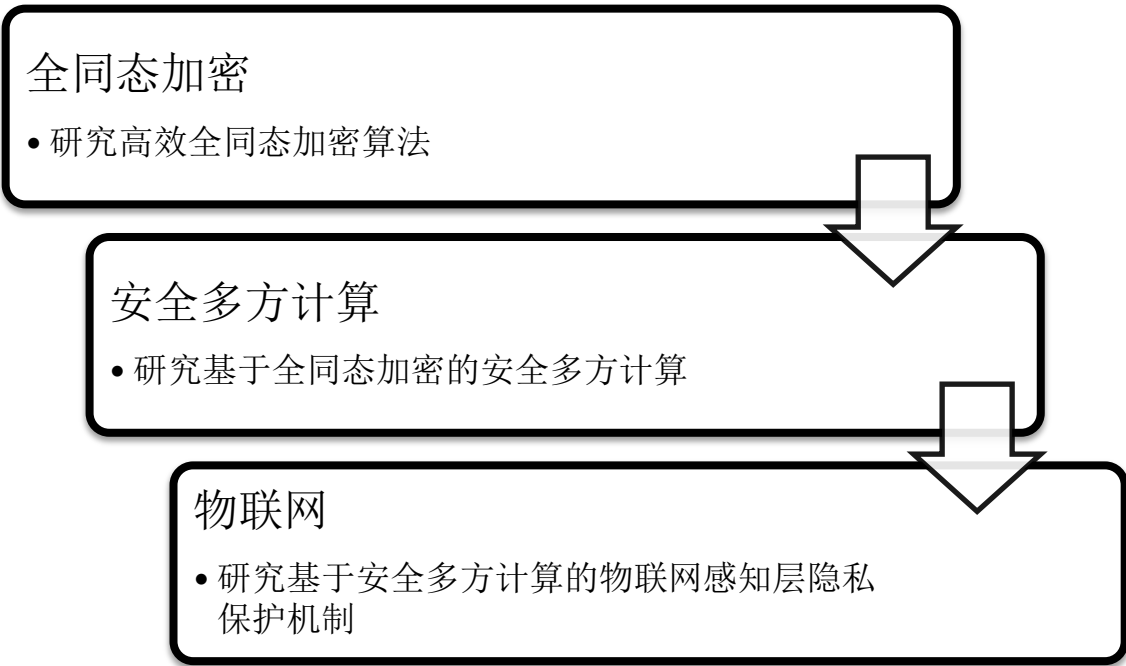 全同态加密
• 研究高效全同态加密算法
安全多方计算
• 研究基于全同态加密的安全多方计算
物联网
• 研究基于安全多方计算的物联网感知层隐私
保护机制